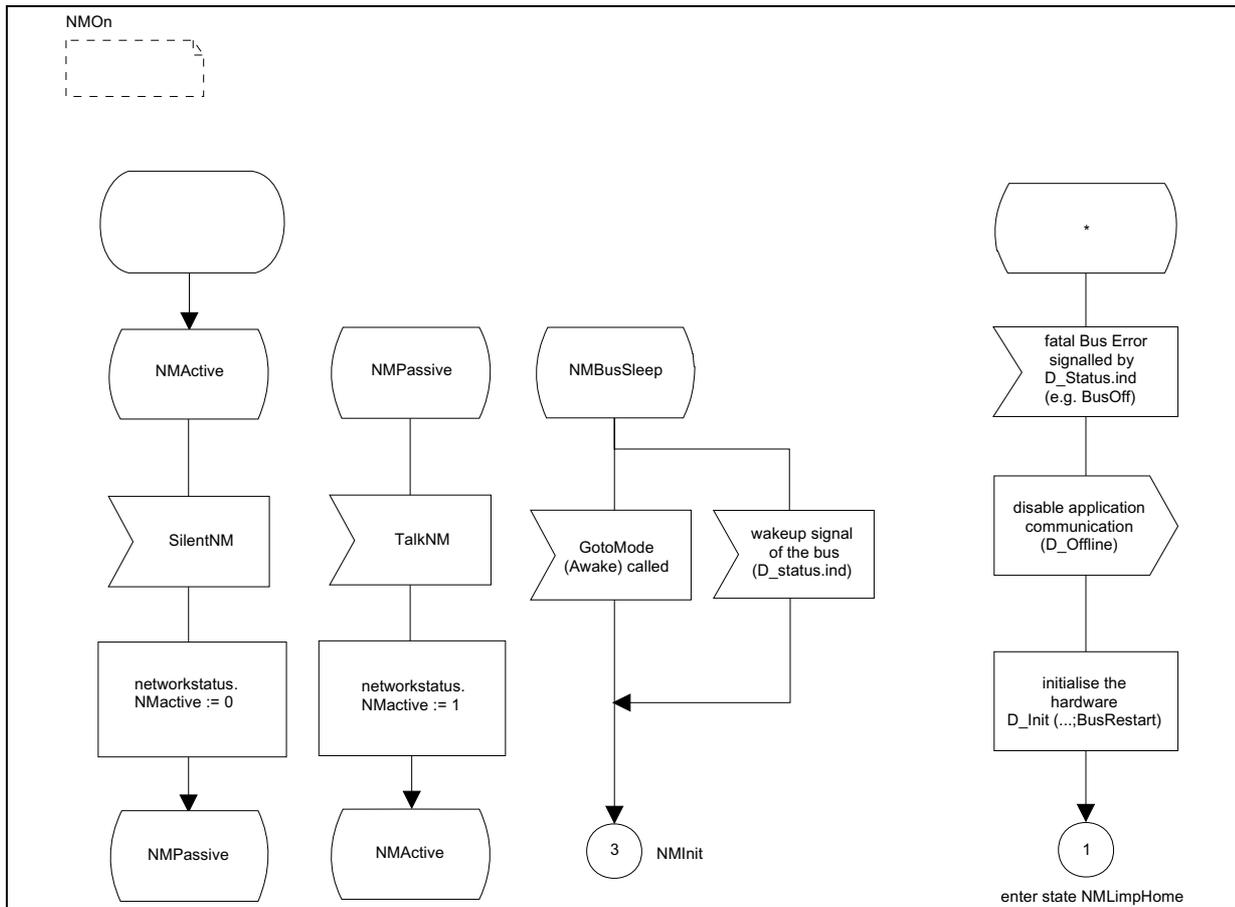 NMOn
NMActive
SilentNM
networkstatus.
NMactive := 0
NMPassive
NMPassive
TalkNM
networkstatus.
NMactive := 1
NMActive
NMBusSleep
GotoMode
(Awake) called
wakeup signal
of the bus
(D_status.ind)
3
NMInit
*
fatal Bus Error
signalled by
D_Status.ind
(e.g. BusOff)
disable application
communication
(D_Offline)
initialise the
hardware
D_Init (...;BusRestart)
1
enter state NMLimpHome